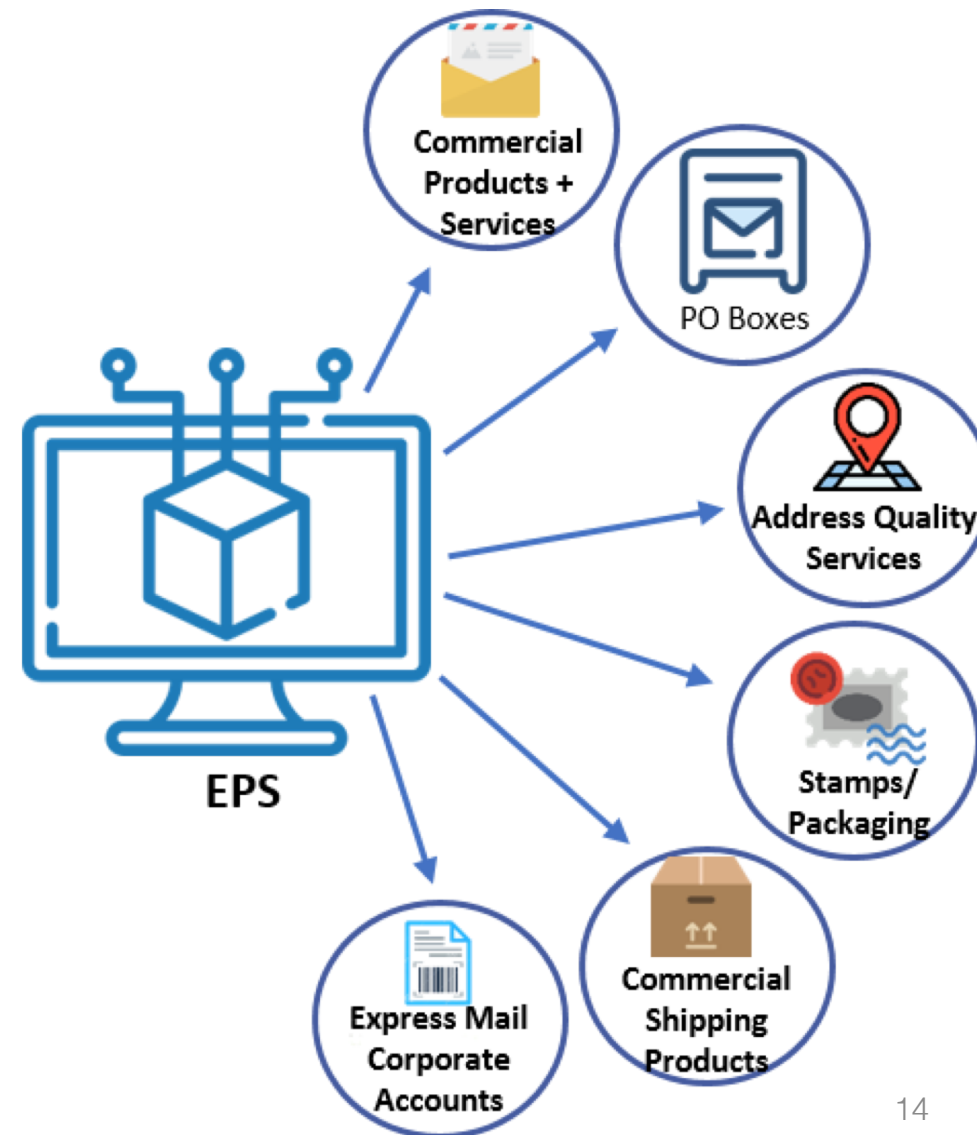 Commercial
Products +
Services
PO Boxes
Address Quality
Services
EPS
Stamps/
Packaging
Commercial
Shipping
Products
Express Mail
Corporate
Accounts
14